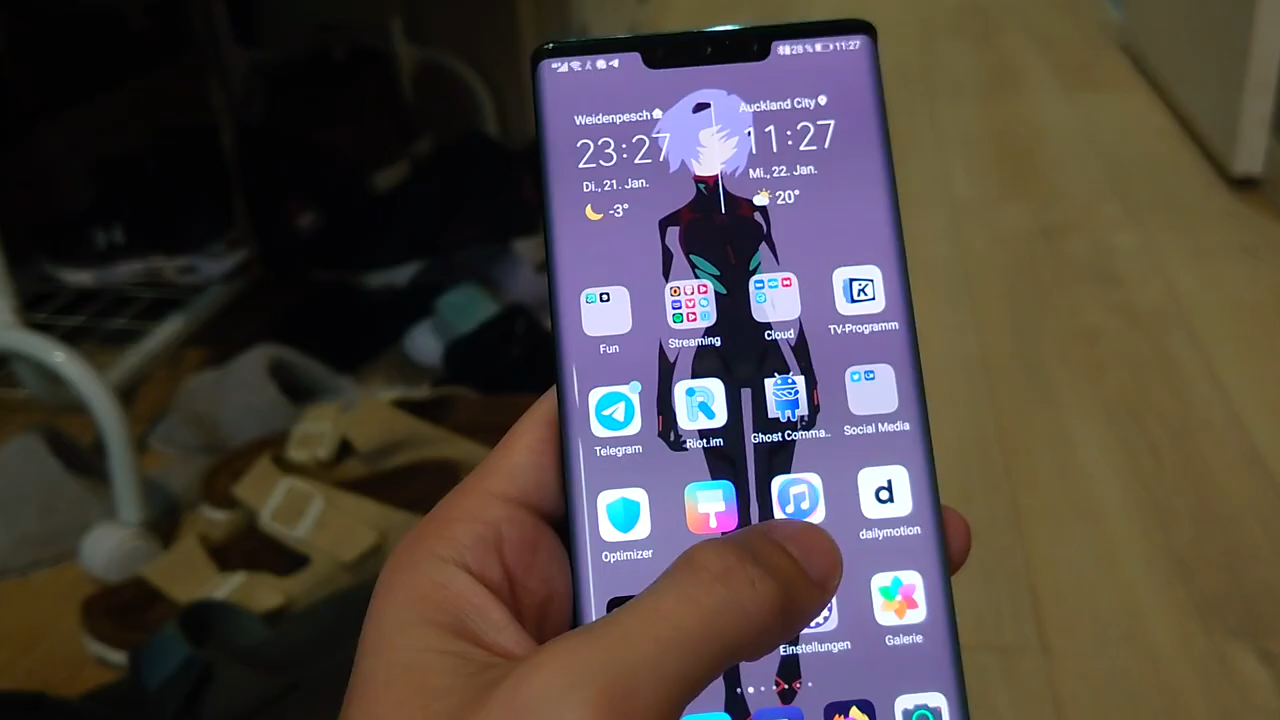 28 % 11:27
Weidenpesch
Auckland City
23:27
11:27
Di., 21. Jan.
Mi., 22. Jan.
-3°
20°
Fun
Streaming
Cloud
TV-Programm
Telegram
Riot.im
Ghost Comma..
Social Media
Optimizer
d
dailymotion
Einstellungen
Galerie